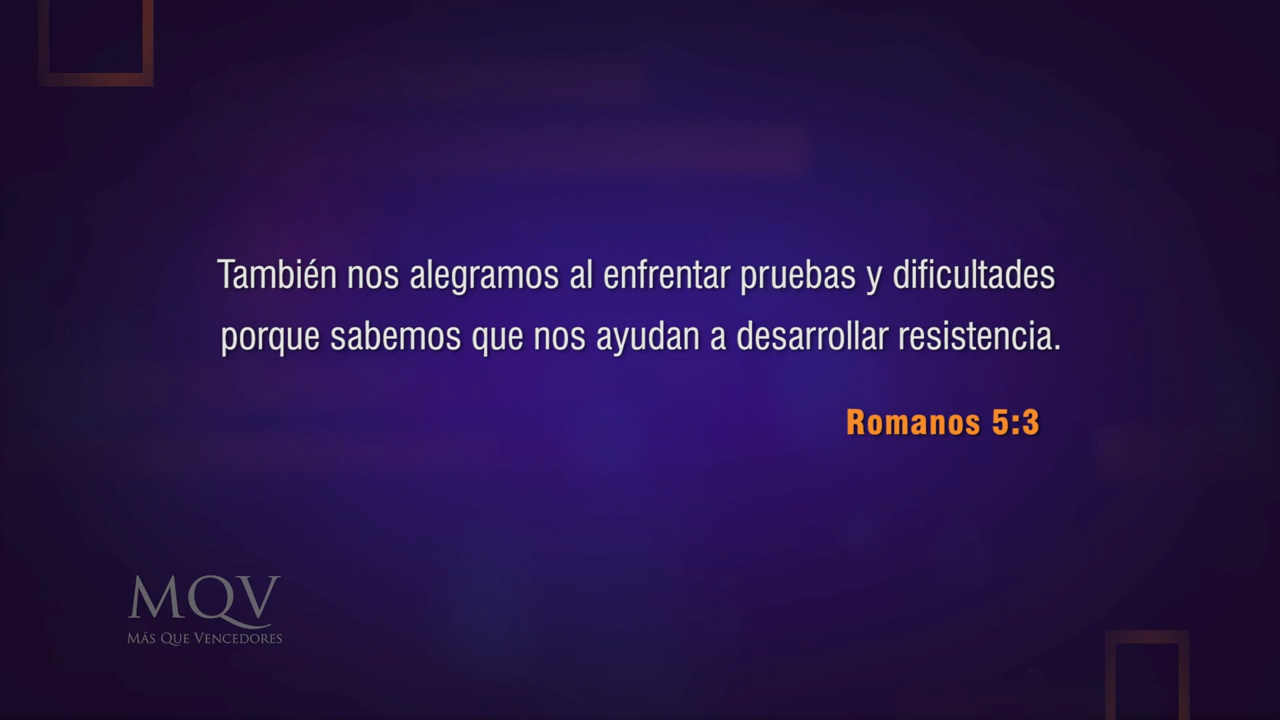 También nos alegramos al enfrentar pruebas y dificultades
porque sabemos que nos ayudan a desarrollar resistencia.
Romanos 5:3
MQV
MÁS QUE VENCEDORES